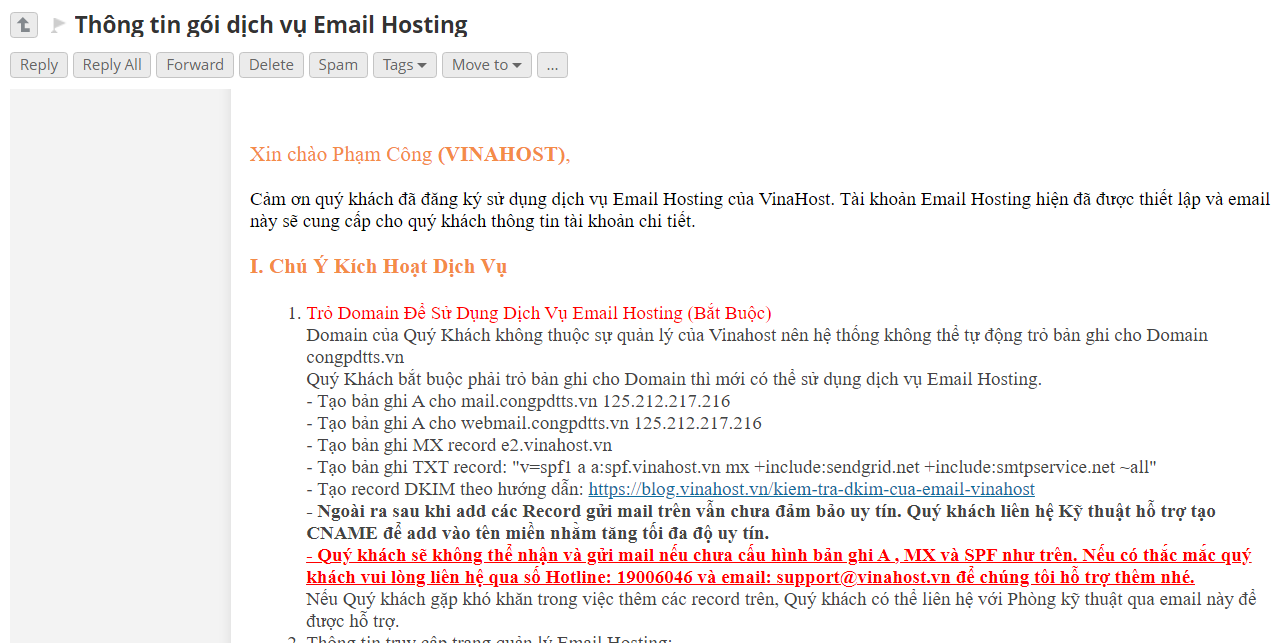 Thông tin gói dịch vụ Email Hosting
Reply Reply All Forward Delete Spam Tags Move to ...
Xin chào Phạm Công (VINAHOST),
Cảm ơn quý khách đã đăng ký sử dụng dịch vụ Email Hosting của VinaHost. Tài khoản Email Hosting hiện đã được thiết lập và email
này sẽ cung cấp cho quý khách thông tin tài khoản chi tiết.
I. Chú Ý Kích Hoạt Dịch Vụ
1. Trỏ Domain Để Sử Dụng Dịch Vụ Email Hosting (Bắt Buộc)
Domain của Quý Khách không thuộc sự quản lý của Vinahost nên hệ thống không thể tự động trỏ bản ghi cho Domain
congpdtts.vn
Quý Khách bắt buộc phải trỏ bản ghi cho Domain thì mới có thể sử dụng dịch vụ Email Hosting.
- Tạo bản ghi A cho mail.congpdtts.vn 125.212.217.216
- Tạo bản ghi A cho webmail.congpdtts.vn 125.212.217.216
- Tạo bản ghi MX record e2.vinahost.vn
- Tạo bản ghi TXT record: "v=spf1 a a:spf.vinahost.vn mx +include:sendgrid.net +include:smtpservice.net ~all"
- Tạo record DKIM theo hướng dẫn: https://blog.vinahost.vn/kiem-tra-dkim-cua-email-vinahost
- Ngoài ra sau khi add các Record gửi mail trên vẫn chưa đảm bảo uy tín. Quý khách liên hệ Kỹ thuật hỗ trợ tạo
CNAME để add vào tên miền nhằm tăng tối đa độ uy tín.
- Quý khách sẽ không thể nhận và gửi mail nếu chưa cấu hình bản ghi A , MX và SPF như trên. Nếu có thắc mắc quý
khách vui lòng liên hệ qua số Hotline: 19006046 và email: support@vinahost.vn để chúng tôi hỗ trợ thêm nhé.
Nếu Quý khách gặp khó khăn trong việc thêm các record trên, Quý khách có thể liên hệ với Phòng kỹ thuật qua email này để
được hỗ trợ.
2. Thông tin truy cập trang quản lý Email Hosting: